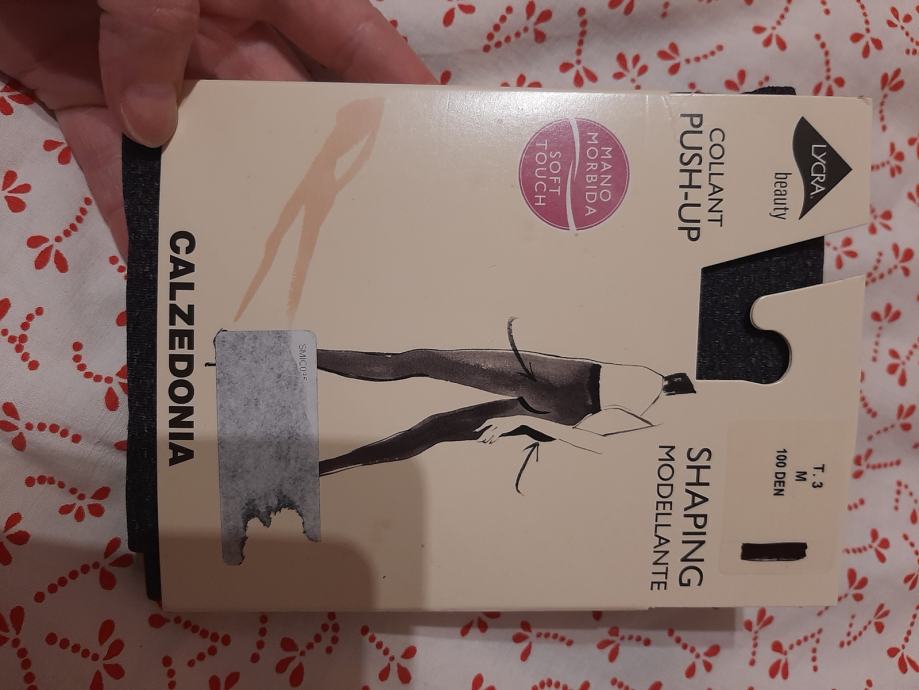 LYCRA.
beauty
COLLANT
PUSH-UP
MANO
MORBIDA
SOFT
TOUCH
T. 3
M
100 DEN
SHAPING
MODELLANTE
CALZEDONIA